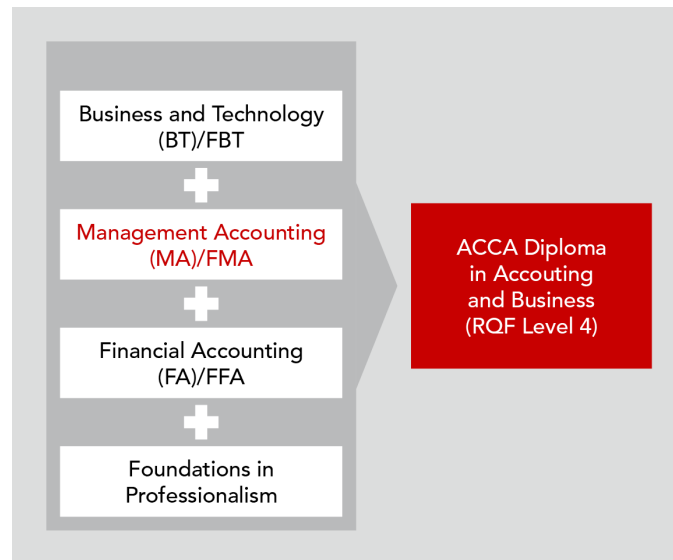 Business and Technology
(BT)/FBT
Management Accounting
(MA)/FMA
Financial Accounting
(FA)/FFA
Foundations in
Professionalism
ACCA Diploma
in Accouting
and Business
(RQF Level 4)